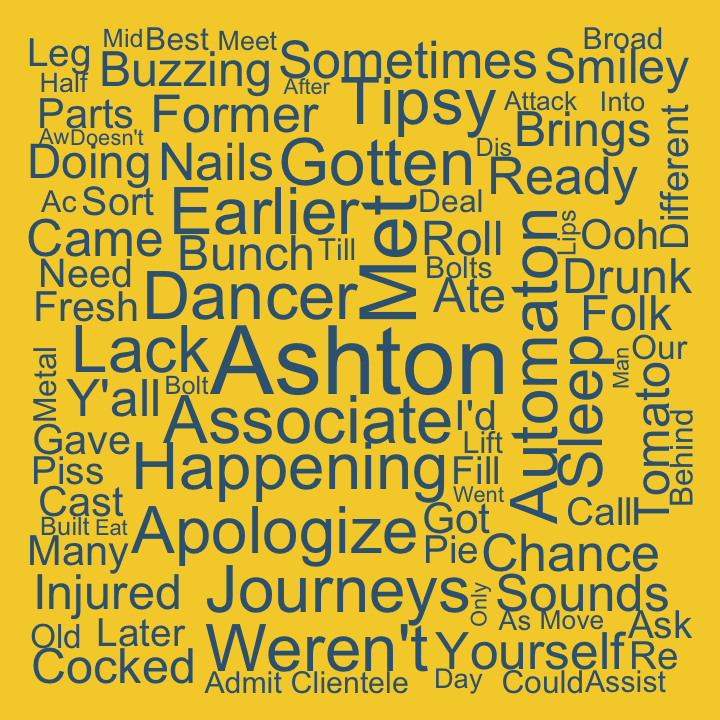 Leg
Mid
Best
Meet
Sometimes
Broad
Smiley
Half
Buzzing
After
Tipsy
Attack
Into
Parts
Former
Brings
AwDoesn't
Doing
Nails
Gotten
Dis
Ready
Different
Ac
Sort
Earlier
Met
Deal
Lips
Ooh
Came
Bunch
Till
Roll
Automaton
Need
Bolts
Drunk
Fresh
Dancer
Ate
Folk
Lack
Ashton
Sleep
Man
Our
Metal
Y'all
Bolt
Tomato
Associate
I'd
Behind
Gave
Happening
Lift
Piss
Fill
Cast
Went
Built
Eat
Apologize
Got
Call
Many
Pie
Chance
Injured
Journeys
Only
Sounds
Old
Later
Weren't
As
Move
Ask
Cocked
Yourself
Re
Admit
Clientele
Day
Could
Assist